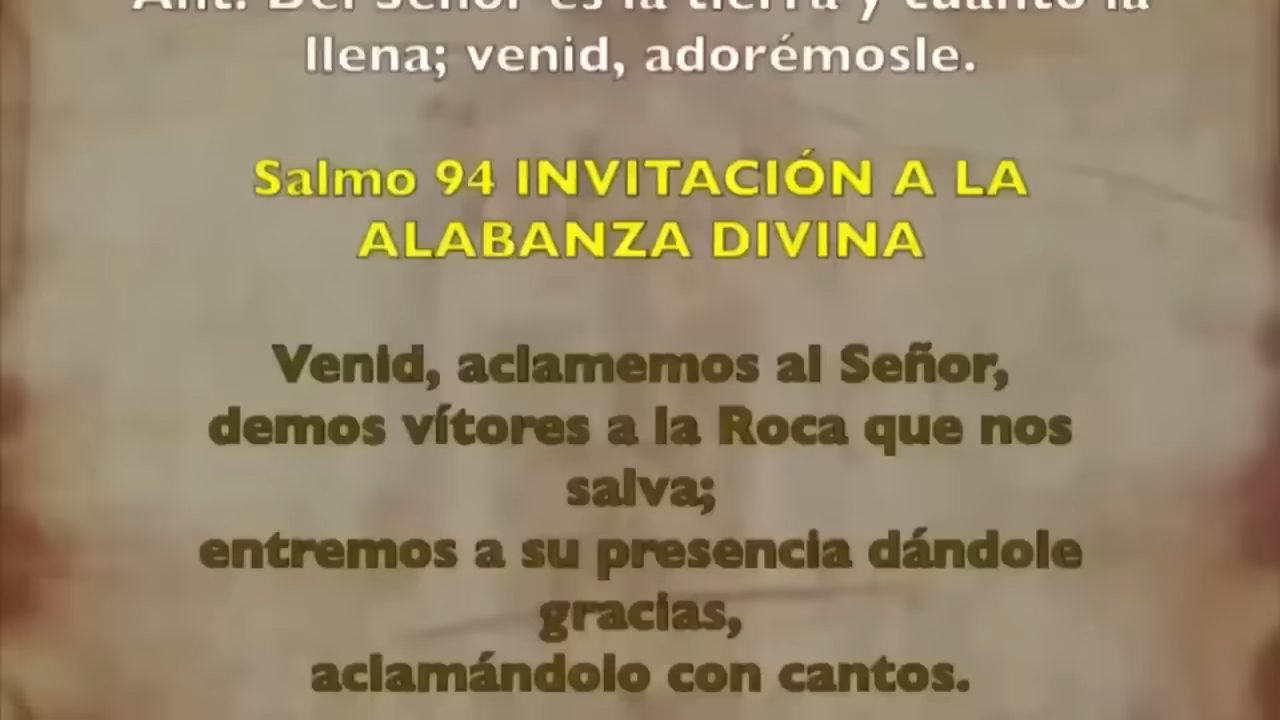 Ant. Del Señor es la tierra y cuanto la
llena; venid, adorémosle.
Salmo 94 INVITACIÓN A LA
ALABANZA DIVINA
Venid, aclamemos al Señor,
demos vítores a la Roca que nos
salva;
entremos a su presencia dándole
gracias,
aclamándolo con cantos.